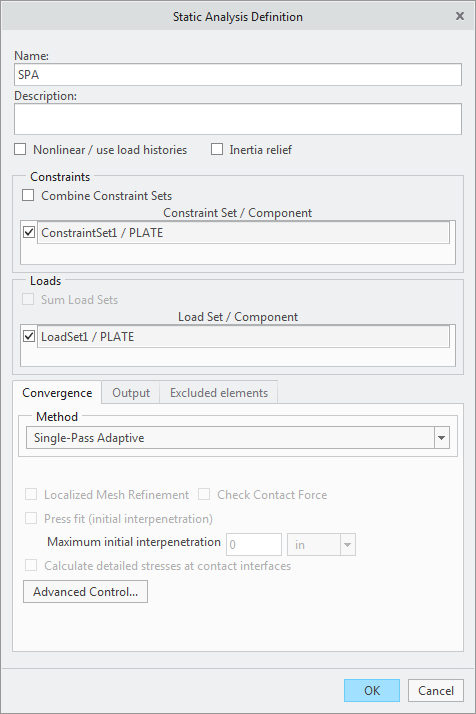 Static Analysis Definition
Name:
SPA
Description:
Nonlinear / use load histories Inertia relief
Constraints
Combine Constraint Sets
Constraint Set / Component
ConstraintSet1 / PLATE
Loads
Sum Load Sets
Load Set / Component
LoadSet1 / PLATE
Convergence Output Excluded elements
Method
Single-Pass Adaptive
Localized Mesh Refinement Check Contact Force
Press fit (initial interpenetration)
Maximum initial interpenetration 0 in
Calculate detailed stresses at contact interfaces
Advanced Control...
OK Cancel